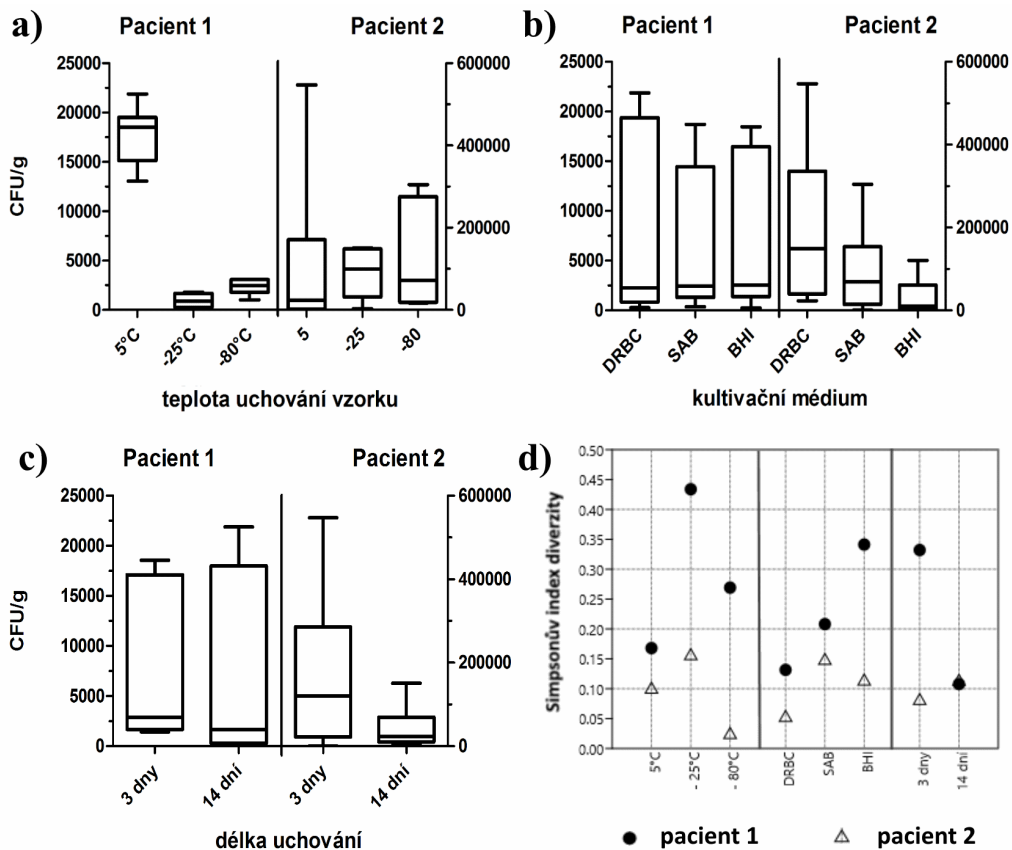 a)
Pacient 1
Pacient 2
CFU/g
25000
20000
15000
10000
5000
0
600000
400000
200000
0
5°C
-25°C
-80°C
5
-25
-80
teplota uchování vzorku
b)
Pacient 1
Pacient 2
25000
20000
15000
10000
5000
0
600000
400000
200000
0
DRBC
SAB
BHI
DRBC
SAB
BHI
kultivační médium
c)
Pacient 1
Pacient 2
CFU/g
25000
20000
15000
10000
5000
0
600000
400000
200000
0
3 dny
14 dní
3 dny
14 dní
délka uchování
d)
Simpsonův index diverzity
0.50
0.45
0.40
0.35
0.30
0.25
0.20
0.15
0.10
0.05
0.00
5°C
- 25°C
- 80°C
DRBC
SAB
BHI
3 dny
14 dní
pacient 1
pacient 2